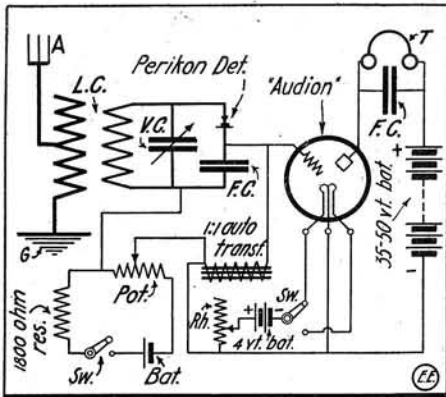 A
L.C.
Perikon Det.
"Audion"
T
V.C.
F.C.
F.C.
+
35-50 vt. bat.
-
G
1:1 auto
transf.
Pot.
1800 ohm
res.
Sw.
Bat.
Rh.
+
-
Sw.
4 vt. bat.
E.E.